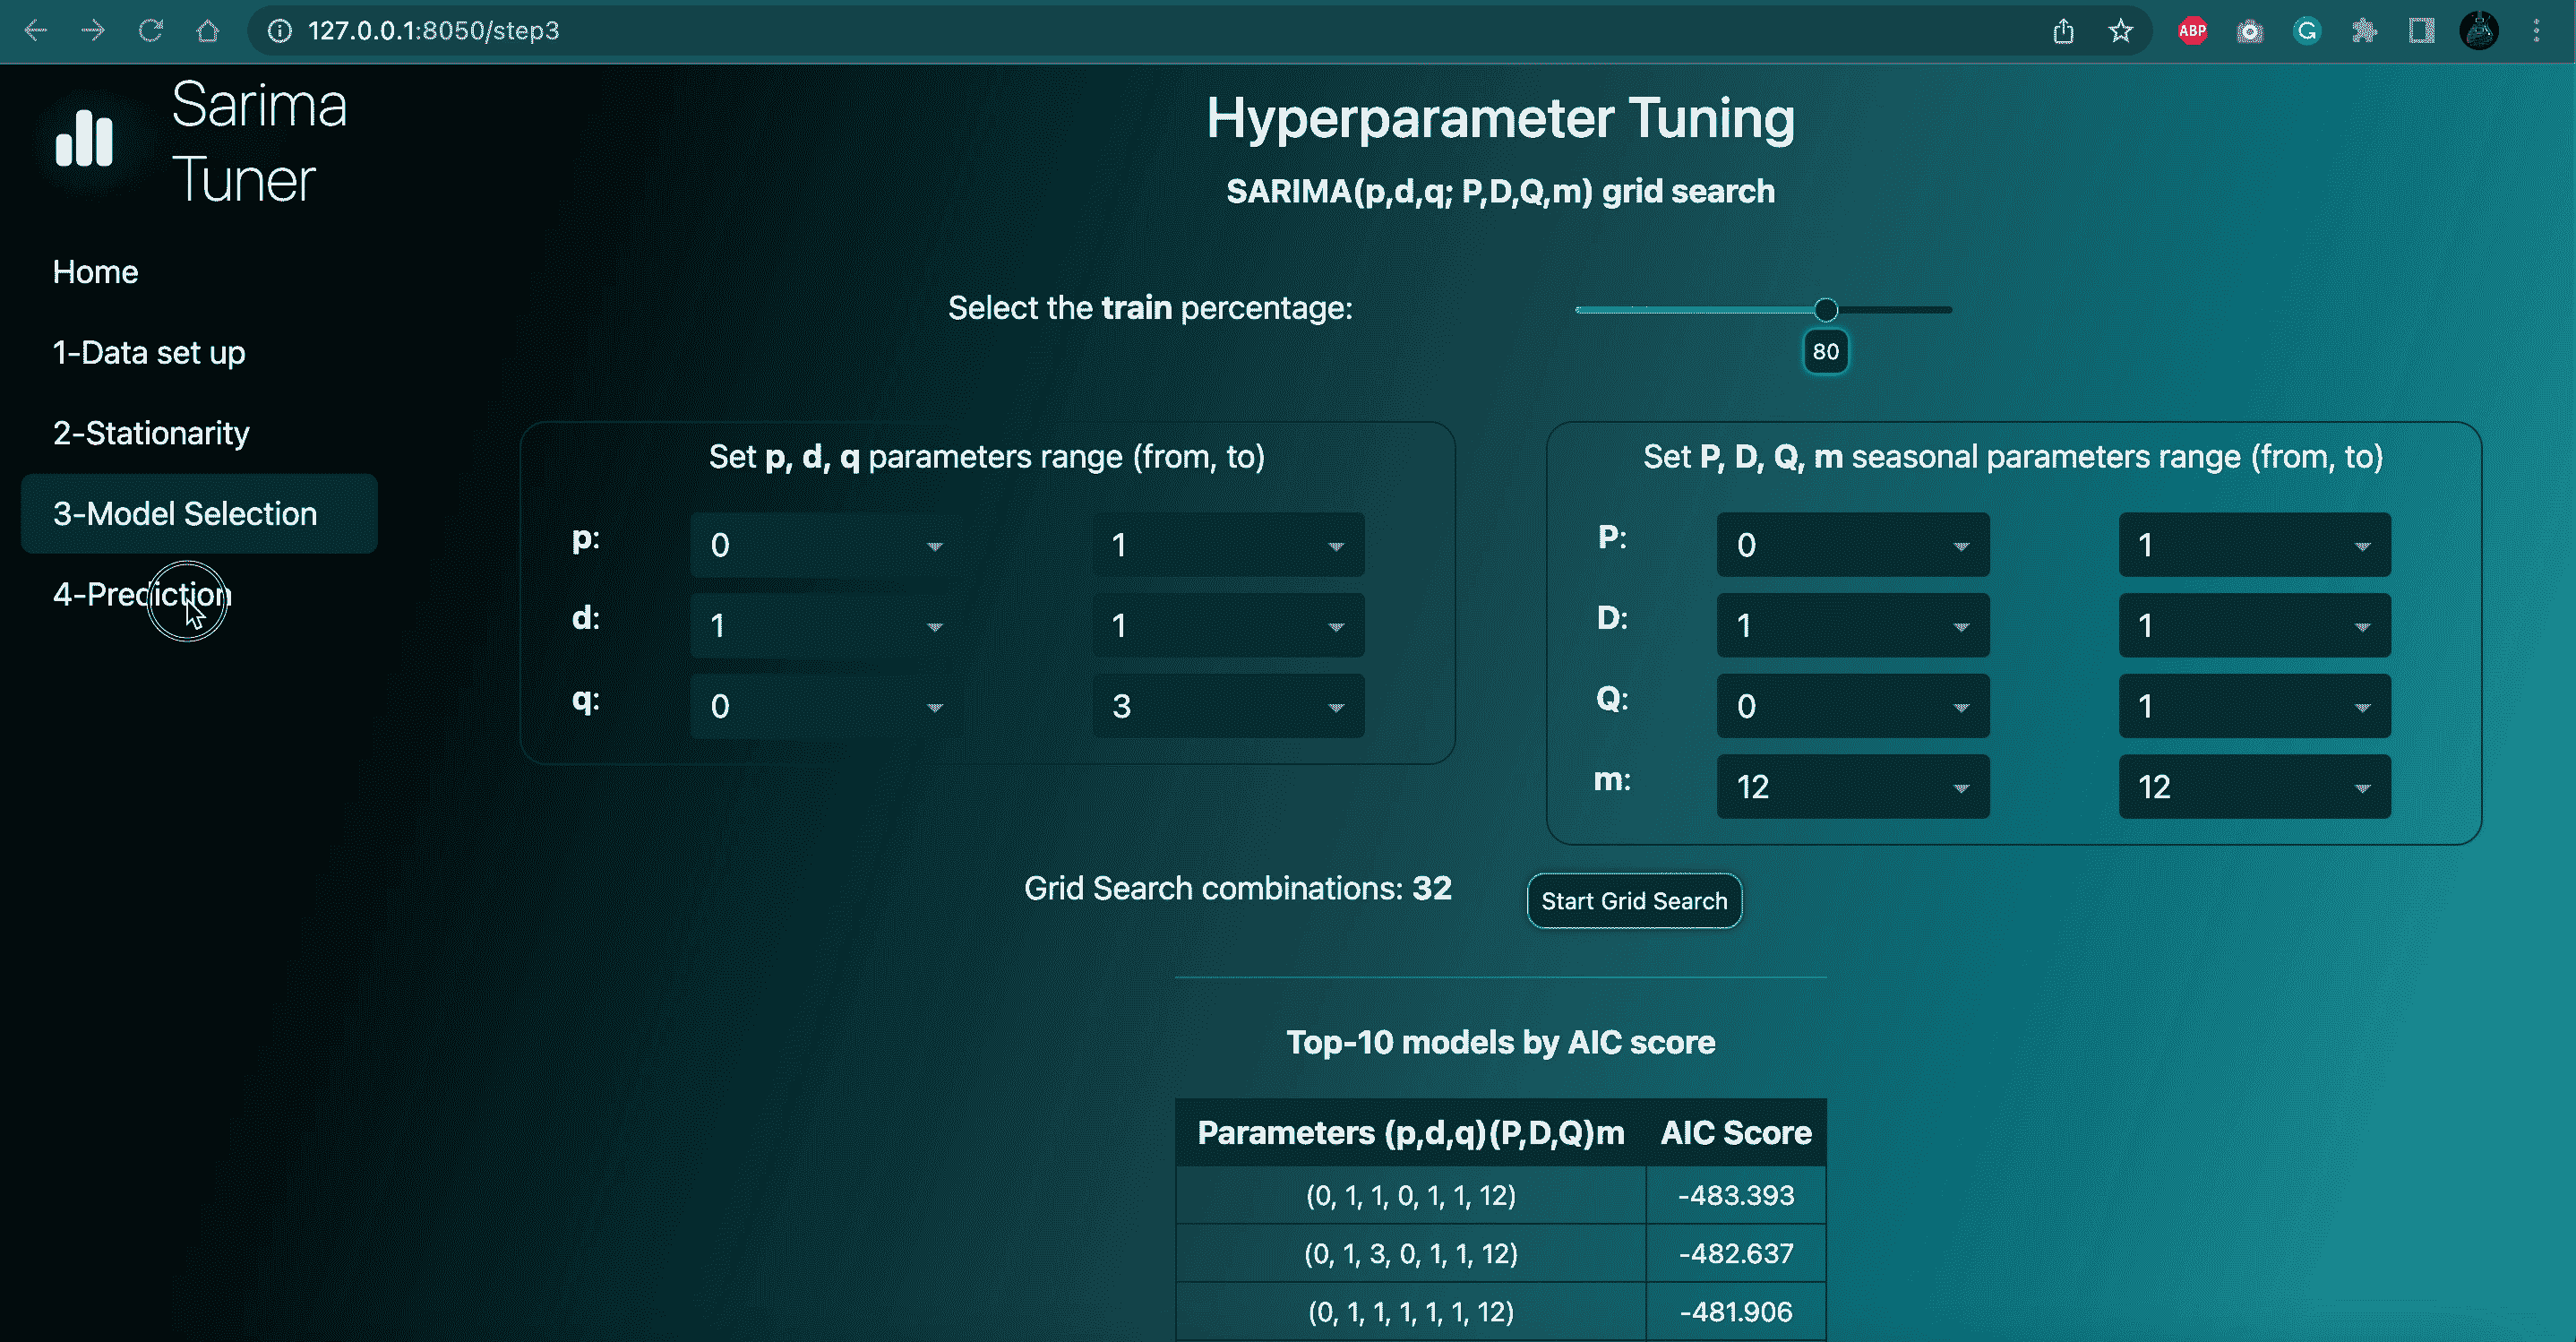 127.0.0.1:8050/step3
ABP
G
Sarima
Tuner
Home
1-Data set up
2-Stationarity
3-Model Selection
4-Prediction
Hyperparameter Tuning
SARIMA(p,d,q; P,D,Q,m) grid search
Select the train percentage:
80
Set p, d, q parameters range (from, to)
p: 0 1
d: 1 1
q: 0 3
Set P, D, Q, m seasonal parameters range (from, to)
P: 0 1
D: 1 1
Q: 0 1
m: 12 12
Grid Search combinations: 32
Start Grid Search
Top-10 models by AIC score
Parameters (p,d,q)(P,D,Q)m AIC Score
(0, 1, 1, 0, 1, 1, 12) -483.393
(0, 1, 3, 0, 1, 1, 12) -482.637
(0, 1, 1, 1, 1, 1, 12) -481.906